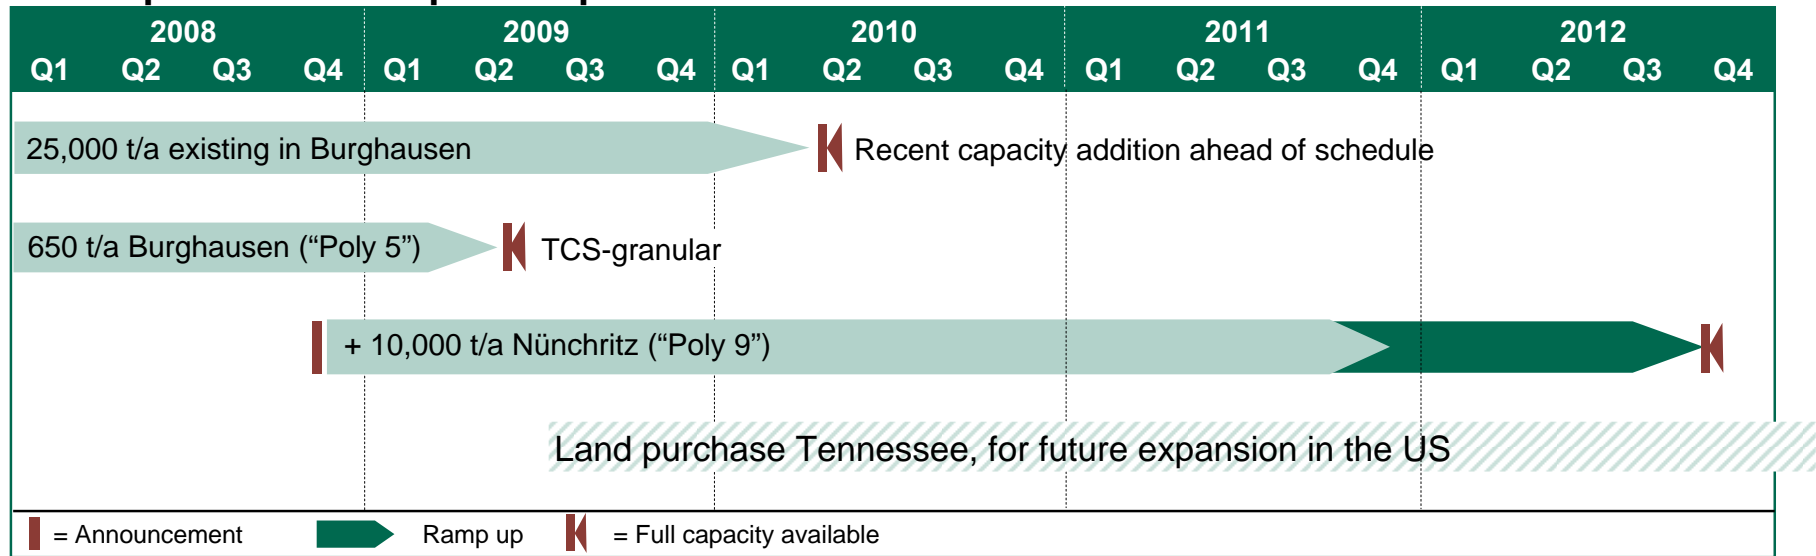 2008 2009 2010 2011 2012
Q1 Q2 Q3 Q4 Q1 Q2 Q3 Q4 Q1 Q2 Q3 Q4 Q1 Q2 Q3 Q4 Q1 Q2 Q3 Q4
25,000 t/a existing in Burghausen Recent capacity addition ahead of schedule
650 t/a Burghausen (“Poly 5”) TCS-granular
+ 10,000 t/a Nünchritz (“Poly 9”)
Land purchase Tennessee, for future expansion in the US
= Announcement Ramp up = Full capacity available